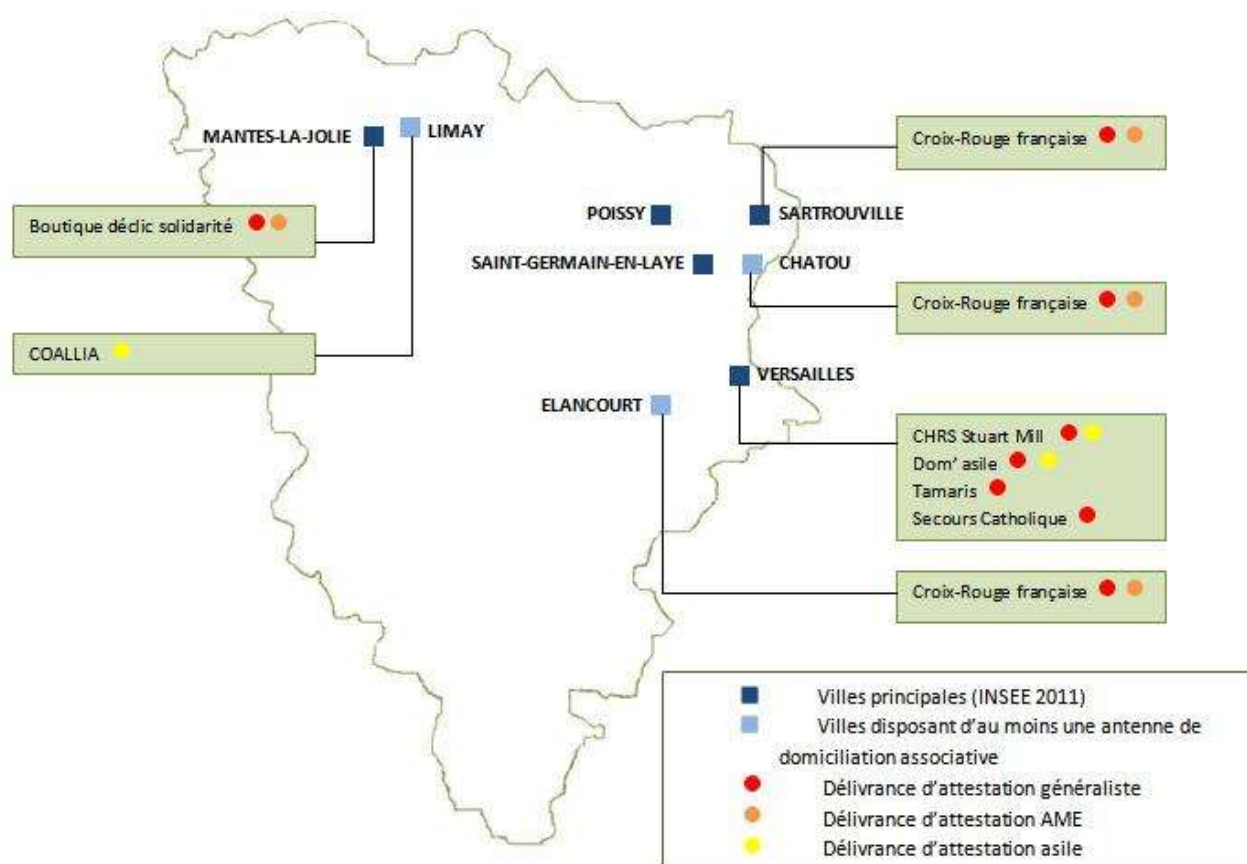 MANTES-LA-JOLIE
LIMAY
Croix-Rouge française
Boutique déclic solidarité
POISSY
SARTROUVILLE
SAINT-GERMAIN-EN-LAYE
CHATOU
Croix-Rouge française
COALLIA
VERSAILLES
ELANCOURT
CHRS Stuart Mill
Dom' asile
Tamaris
Secours Catholique
Croix-Rouge française
Villes principales (INSEE 2011)
Villes disposant d'au moins une antenne de
domiciliation associative
Délivrance d'attestation généraliste
Délivrance d'attestation AME
Délivrance d'attestation asile